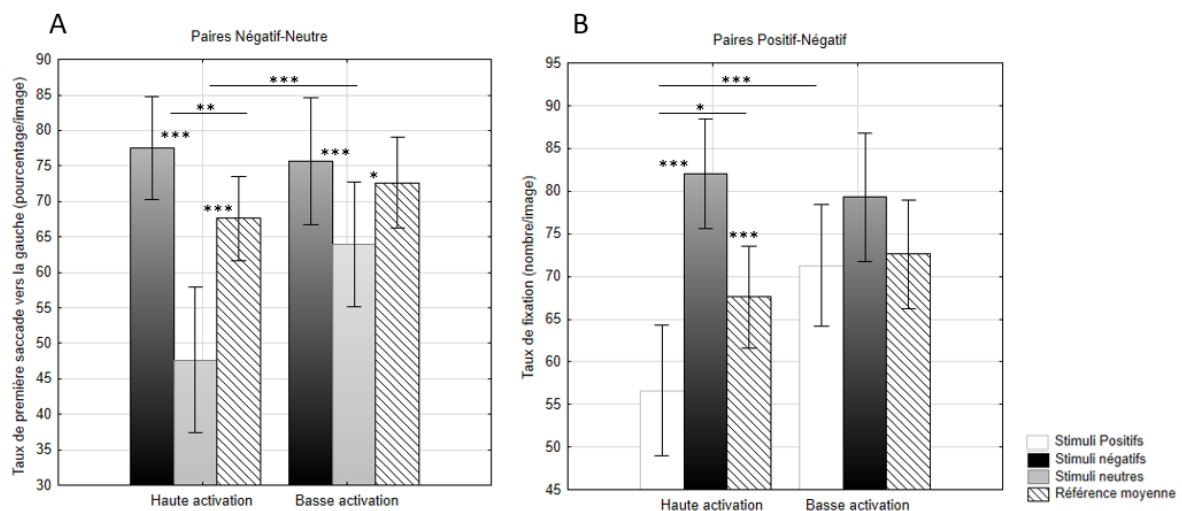 A
Paires Négatif-Neutre
Taux de première saccade vers la gauche (pourcentage/image)
90
85
80
75
70
65
60
55
50
45
40
35
30
***
**
***
***
***
*
Haute activation
Basse activation
B
Paires Positif-Négatif
Taux de fixation (nombre/image)
95
90
85
80
75
70
65
60
55
50
45
***
*
***
***
Haute activation
Basse activation
Stimuli Positifs
Stimuli négatifs
Stimuli neutres
Référence moyenne